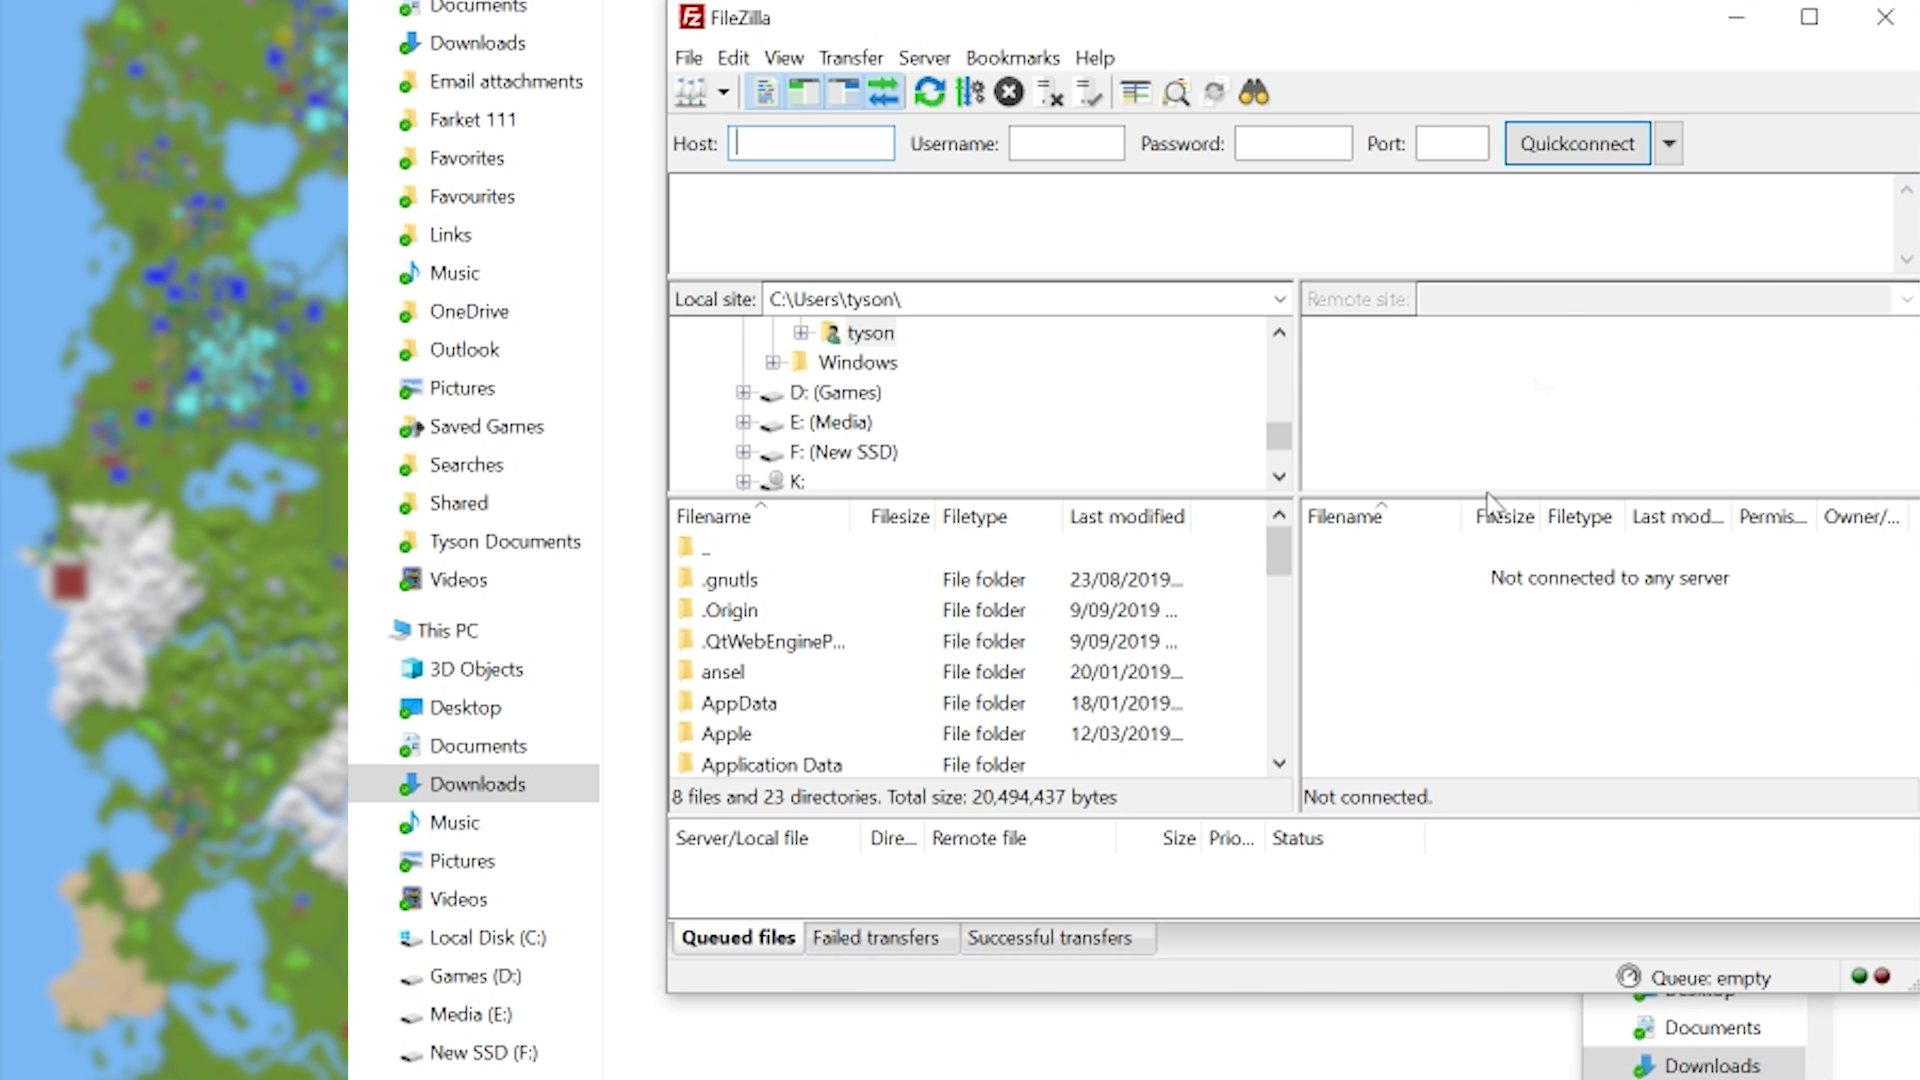 Documents
Downloads
Email attachments
Farket 111
Favorites
Favourites
Links
Music
OneDrive
Outlook
Pictures
Saved Games
Searches
Shared
Tyson Documents
Videos
This PC
3D Objects
Desktop
Documents
Downloads
Music
Pictures
Videos
Local Disk (C:)
Games (D:)
Media (E:)
New SSD (F:)
FileZilla
File Edit View Transfer Server Bookmarks Help
Host: Username: Password: Port: Quickconnect
Local site: C:\Users\tyson\
tyson
Windows
D: (Games)
E: (Media)
F: (New SSD)
K:
Filename Filesize Filetype Last modified
..
.gnutls File folder 23/08/2019...
.Origin File folder 9/09/2019 ...
.QtWebEngineP... File folder 9/09/2019 ...
ansel File folder 20/01/2019...
AppData File folder 18/01/2019...
Apple File folder 12/03/2019...
Application Data File folder
8 files and 23 directories. Total size: 20,494,437 bytes
Remote site:
Filename Filesize Filetype Last mod... Permis... Owner/...
Not connected to any server
Not connected.
Server/Local file Dire... Remote file Size Prio... Status
Queued files Failed transfers Successful transfers
Queue: empty
Desktop
Documents
Downloads